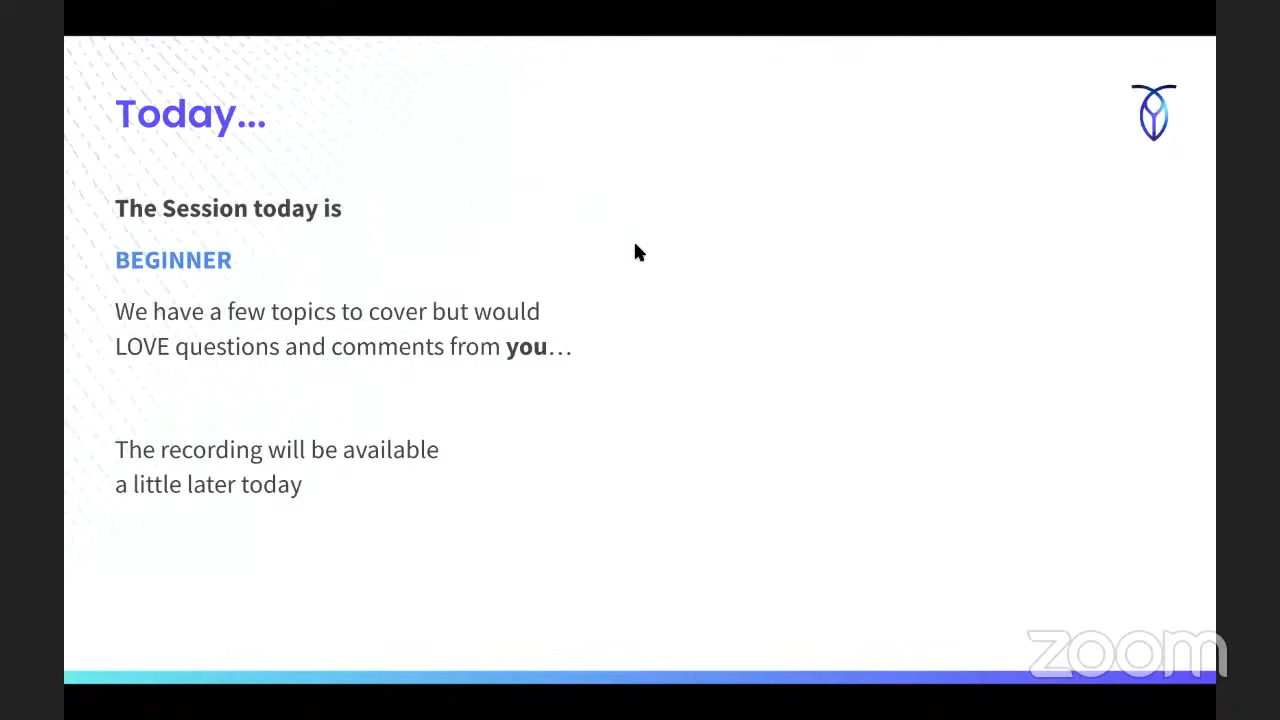 Today...
The Session today is
BEGINNER
We have a few topics to cover but would
LOVE questions and comments from you...
The recording will be available
a little later today
zoom